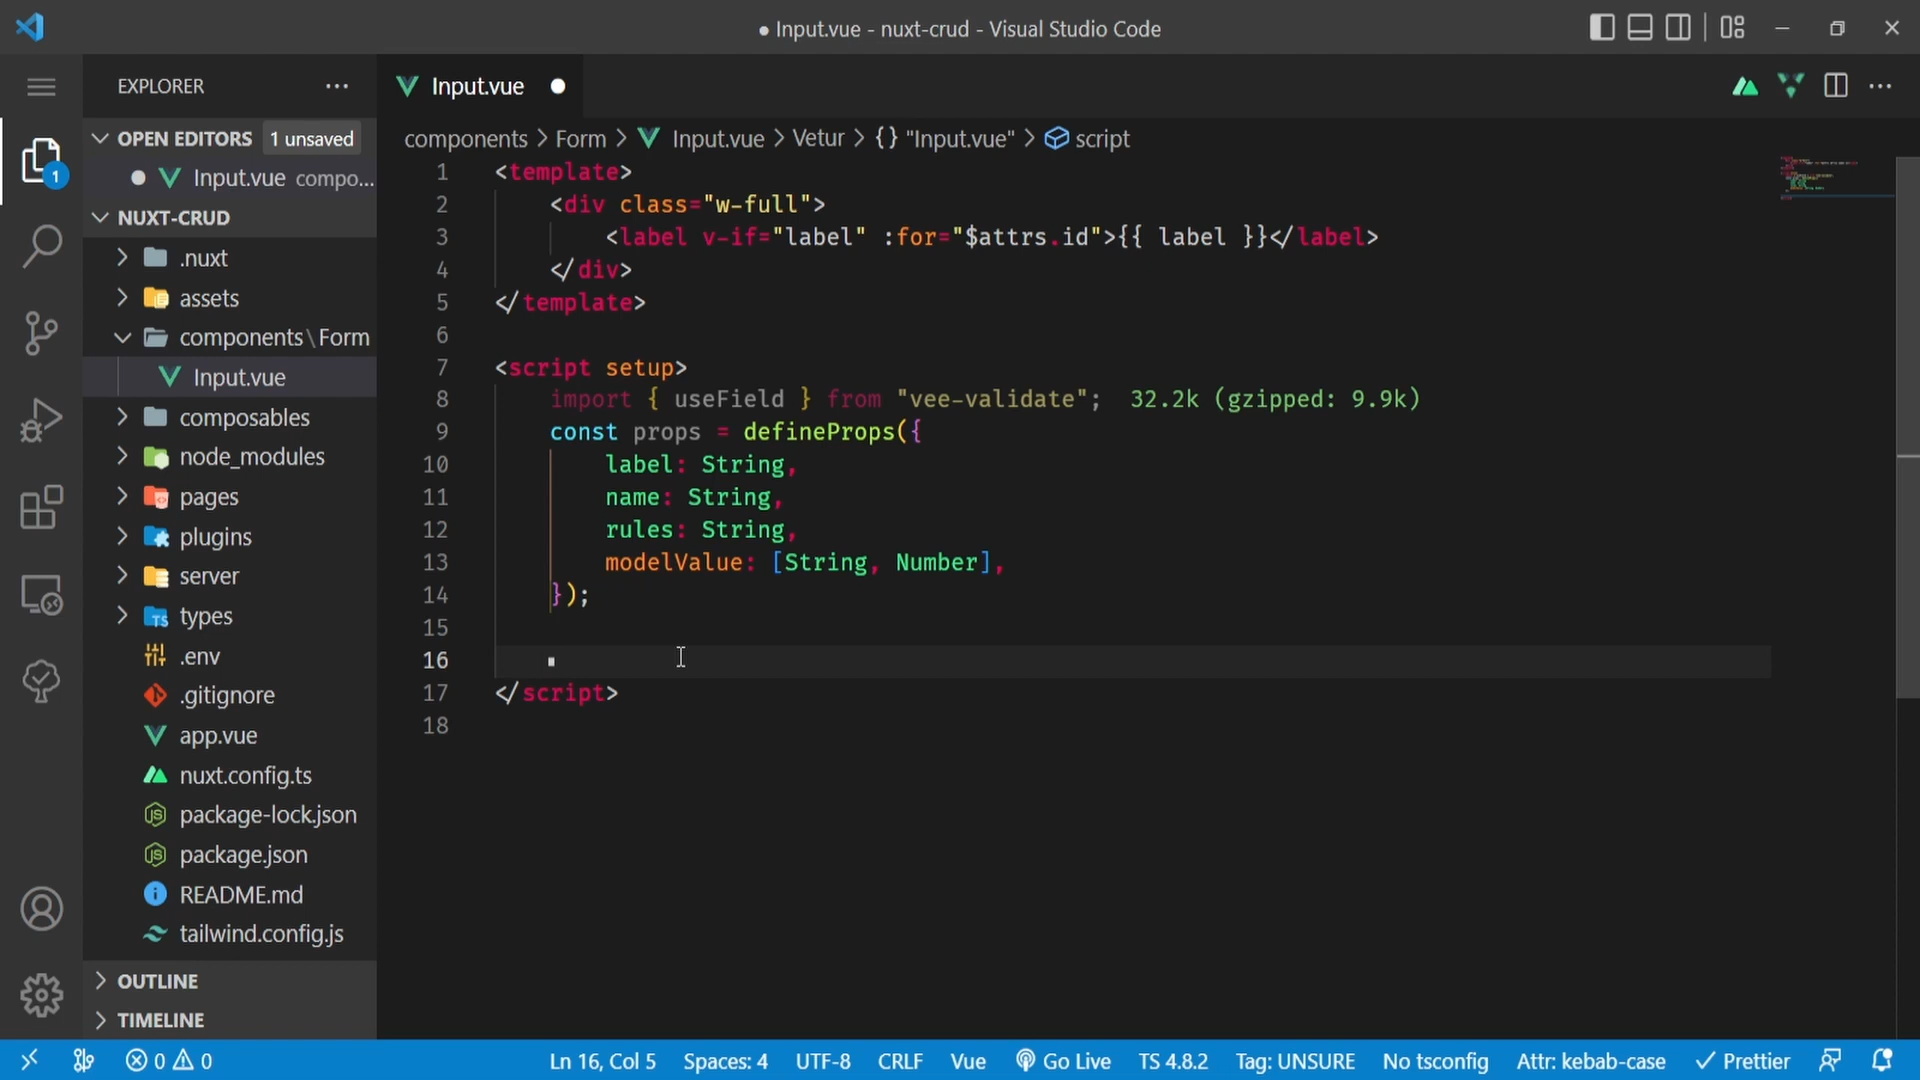 ● Input.vue - nuxt-crud - Visual Studio Code
EXPLORER
OPEN EDITORS 1 unsaved
Input.vue compo...
NUXT-CRUD
.nuxt
assets
components\Form
Input.vue
composables
node_modules
pages
plugins
server
types
.env
.gitignore
app.vue
nuxt.config.ts
package-lock.json
package.json
README.md
tailwind.config.js
OUTLINE
TIMELINE
1
Input.vue
components > Form > Input.vue > Vetur > {} "Input.vue" > script
1 <template>
2 <div class="w-full">
3 <label v-if="label" :for="$attrs.id">{{ label }}</label>
4 </div>
5 </template>
6
7 <script setup>
8 import { useField } from "vee-validate"; 32.2k (gzipped: 9.9k)
9 const props = defineProps({
10 label: String,
11 name: String,
12 rules: String,
13 modelValue: [String, Number],
14 });
15
16
17 </script>
18
0 0 Ln 16, Col 5 Spaces: 4 UTF-8 CRLF Vue Go Live TS 4.8.2 Tag: UNSURE No tsconfig Attr: kebab-case Prettier